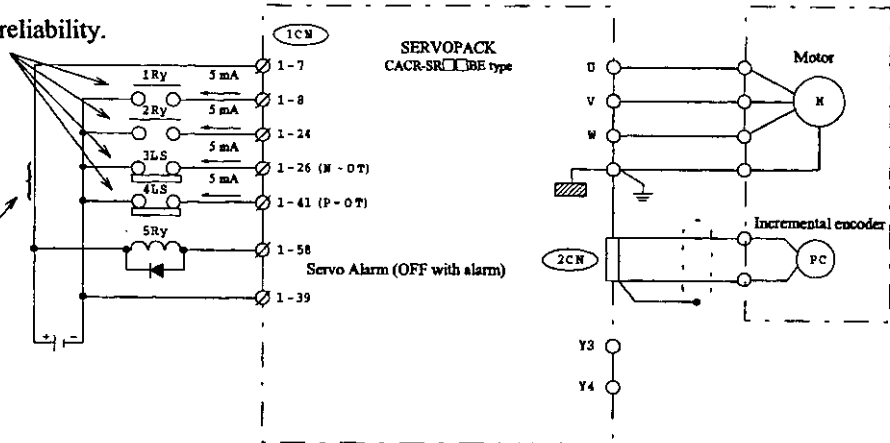 reliability.
1CN
SERVOPACK
CACR-SR□□BE type
1-7
1Ry
5 mA
1-8
2Ry
5 mA
1-24
3LS
5 mA
1-26 (N-OT)
4LS
5 mA
1-41 (P-OT)
5Ry
1-58
Servo Alarm (OFF with alarm)
1-39
+ -
U
V
W
Motor
M
2CN
Incremental encoder
PC
Y3
Y4